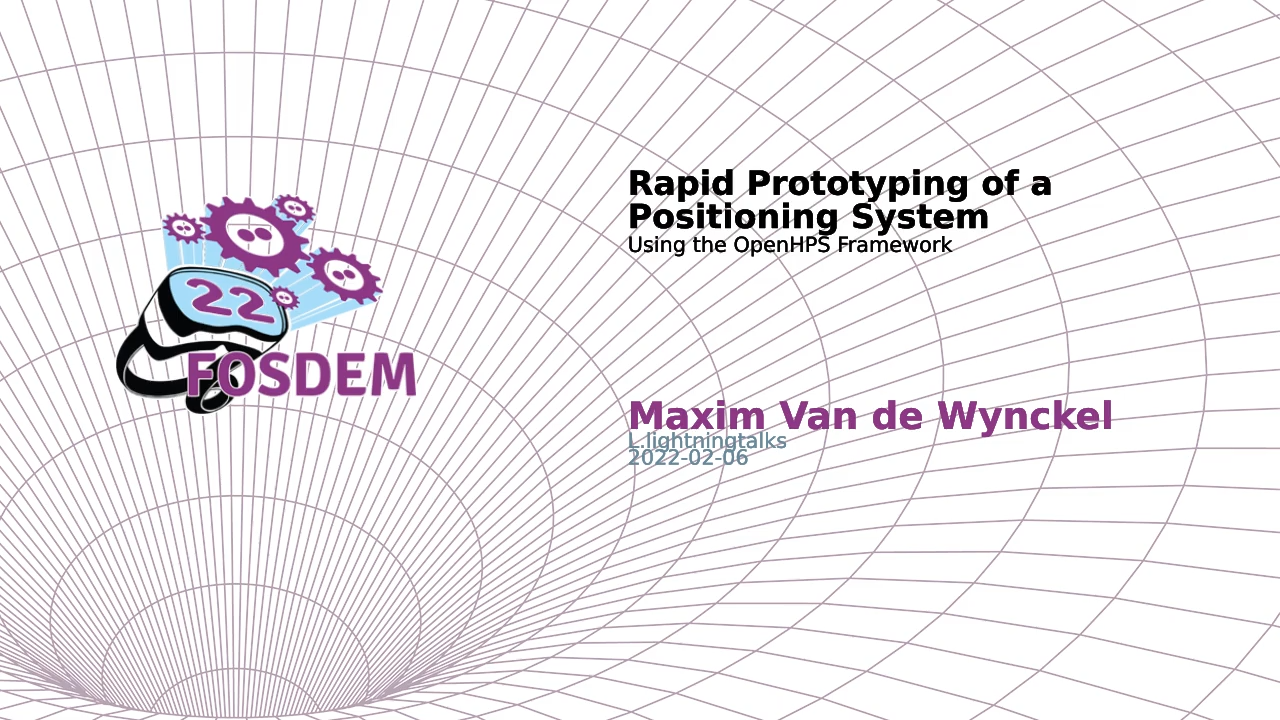 22
FOSDEM
Rapid Prototyping of a
Positioning System
Using the OpenHPS Framework
Maxim Van de Wynckel
L.lightningtalks
2022-02-06